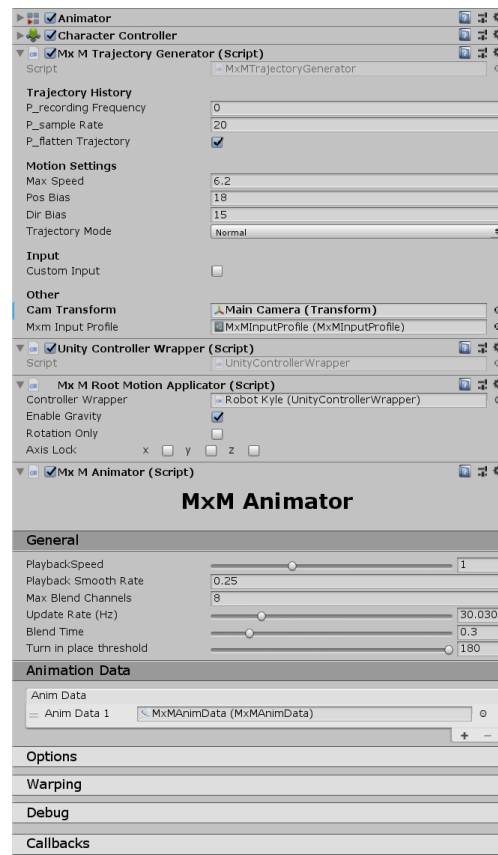 Animator
Character Controller
Mx M Trajectory Generator (Script)
Script MxMTrajectoryGenerator
Trajectory History
P_recording Frequency 0
P_sample Rate 20
P_flatten Trajectory
Motion Settings
Max Speed 6.2
Pos Bias 18
Dir Bias 15
Trajectory Mode Normal
Input
Custom Input
Other
Cam Transform Main Camera (Transform)
Mxm Input Profile MxMInputProfile (MxMInputProfile)
Unity Controller Wrapper (Script)
Script UnityControllerWrapper
Mx M Root Motion Applicator (Script)
Controller Wrapper Robot Kyle (UnityControllerWrapper)
Enable Gravity
Rotation Only
Axis Lock x y z
Mx M Animator (Script)
MxM Animator
General
PlaybackSpeed 1
Playback Smooth Rate 0.25
Max Blend Channels 8
Update Rate (Hz) 30.030
Blend Time 0.3
Turn in place threshold 180
Animation Data
Anim Data
Anim Data 1 MxMAnimData (MxMAnimData)
Options
Warping
Debug
Callbacks